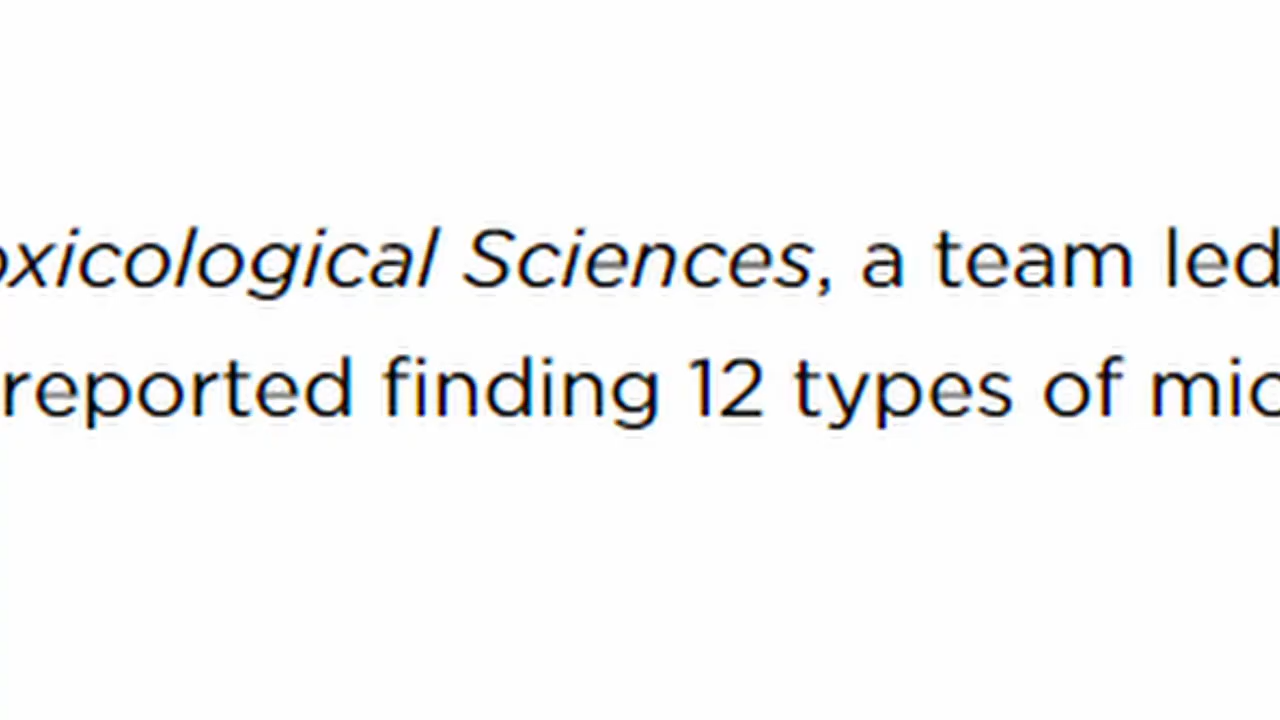 oxicological Sciences, a team led
reported finding 12 types of mic